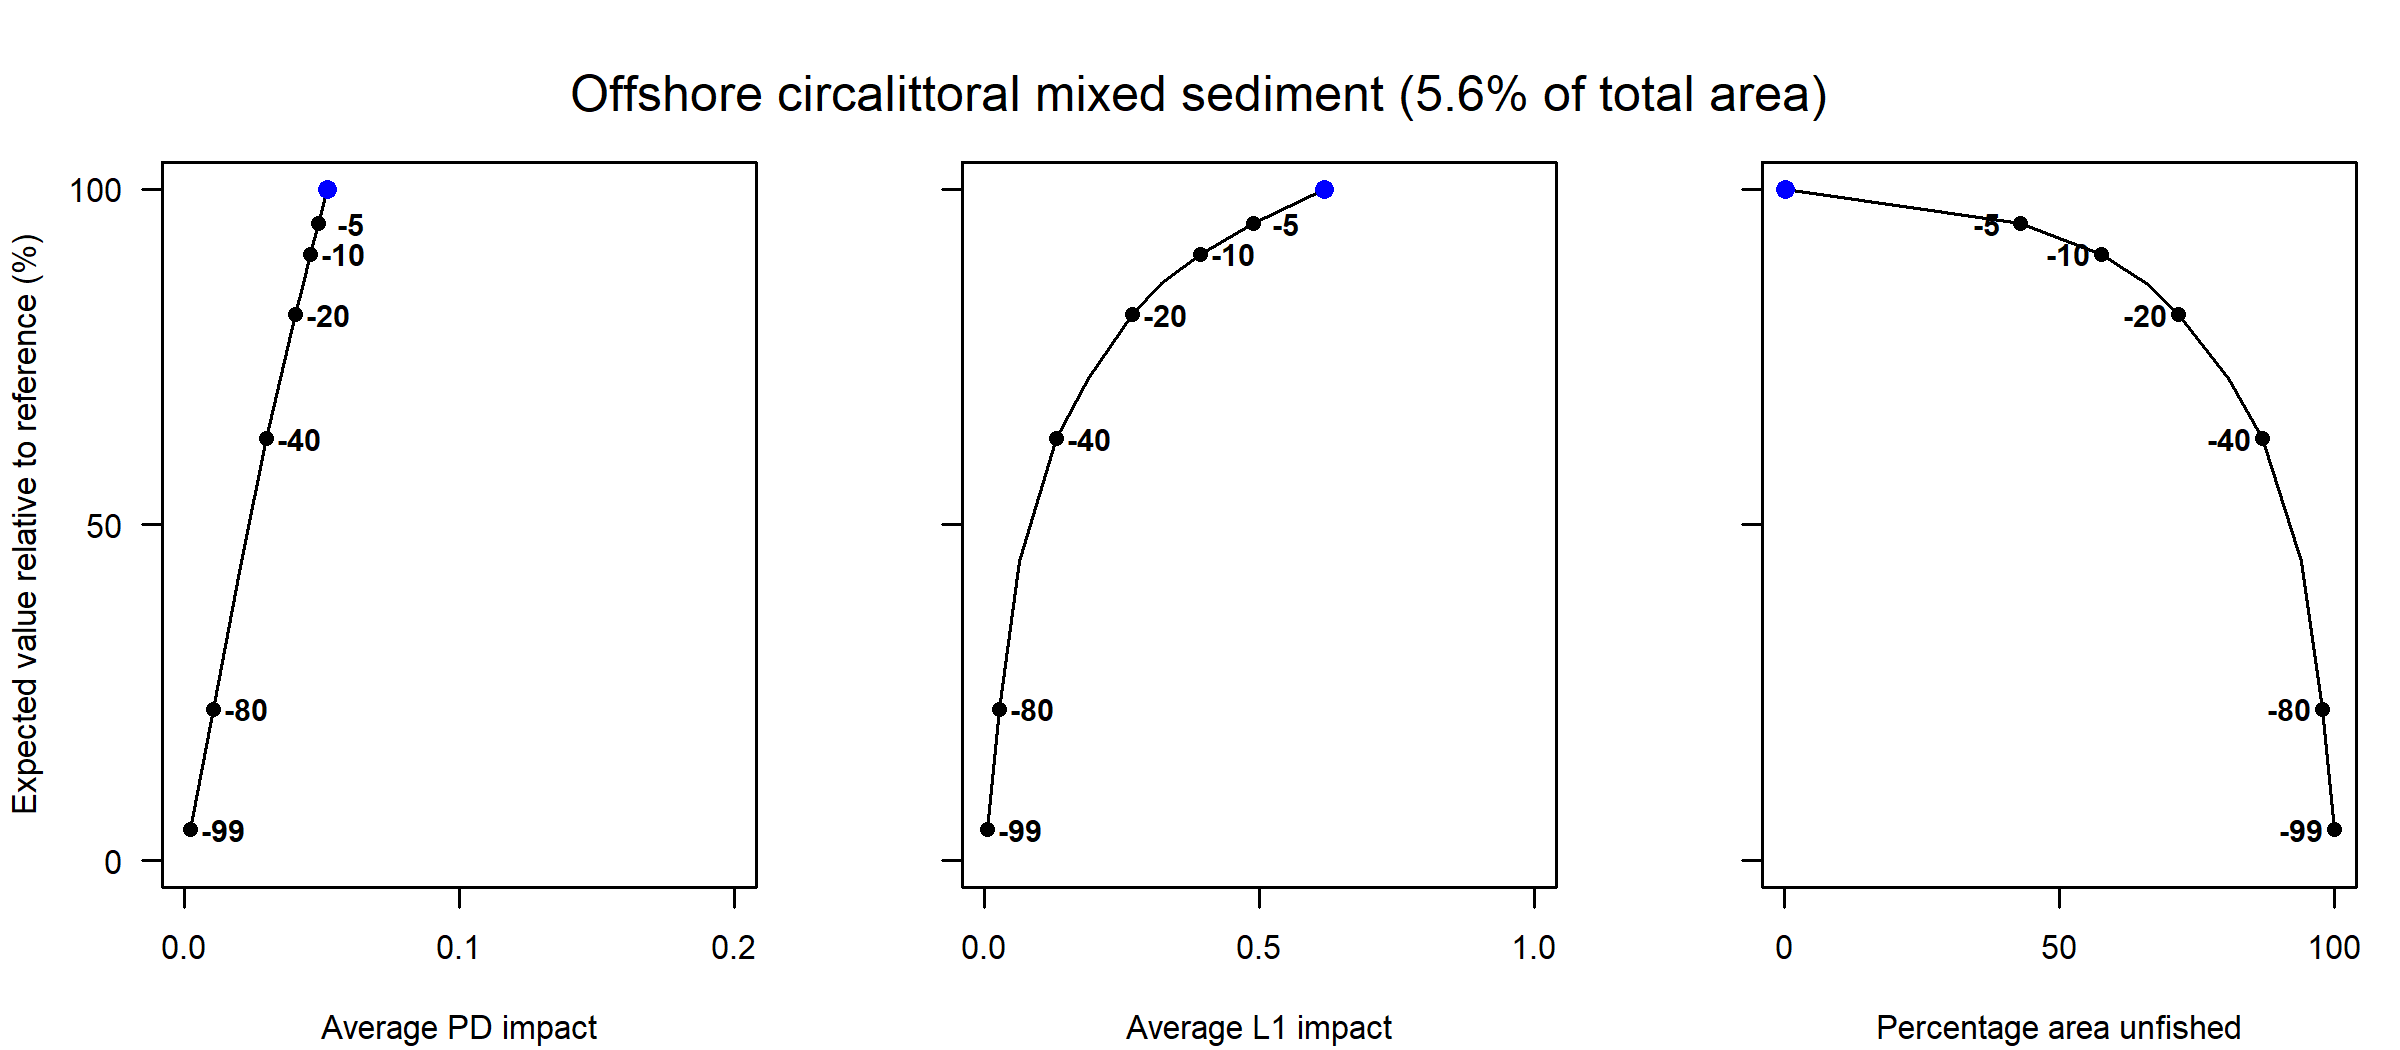 Offshore circalittoral mixed sediment (5.6% of total area)
Expected value relative to reference (%)
100
50
0
-5
-10
-20
-40
-80
-99
0.0 0.1 0.2
Average PD impact
-5
-10
-20
-40
-80
-99
0.0 0.5 1.0
Average L1 impact
-5
-10
-20
-40
-80
-99
0 50 100
Percentage area unfished